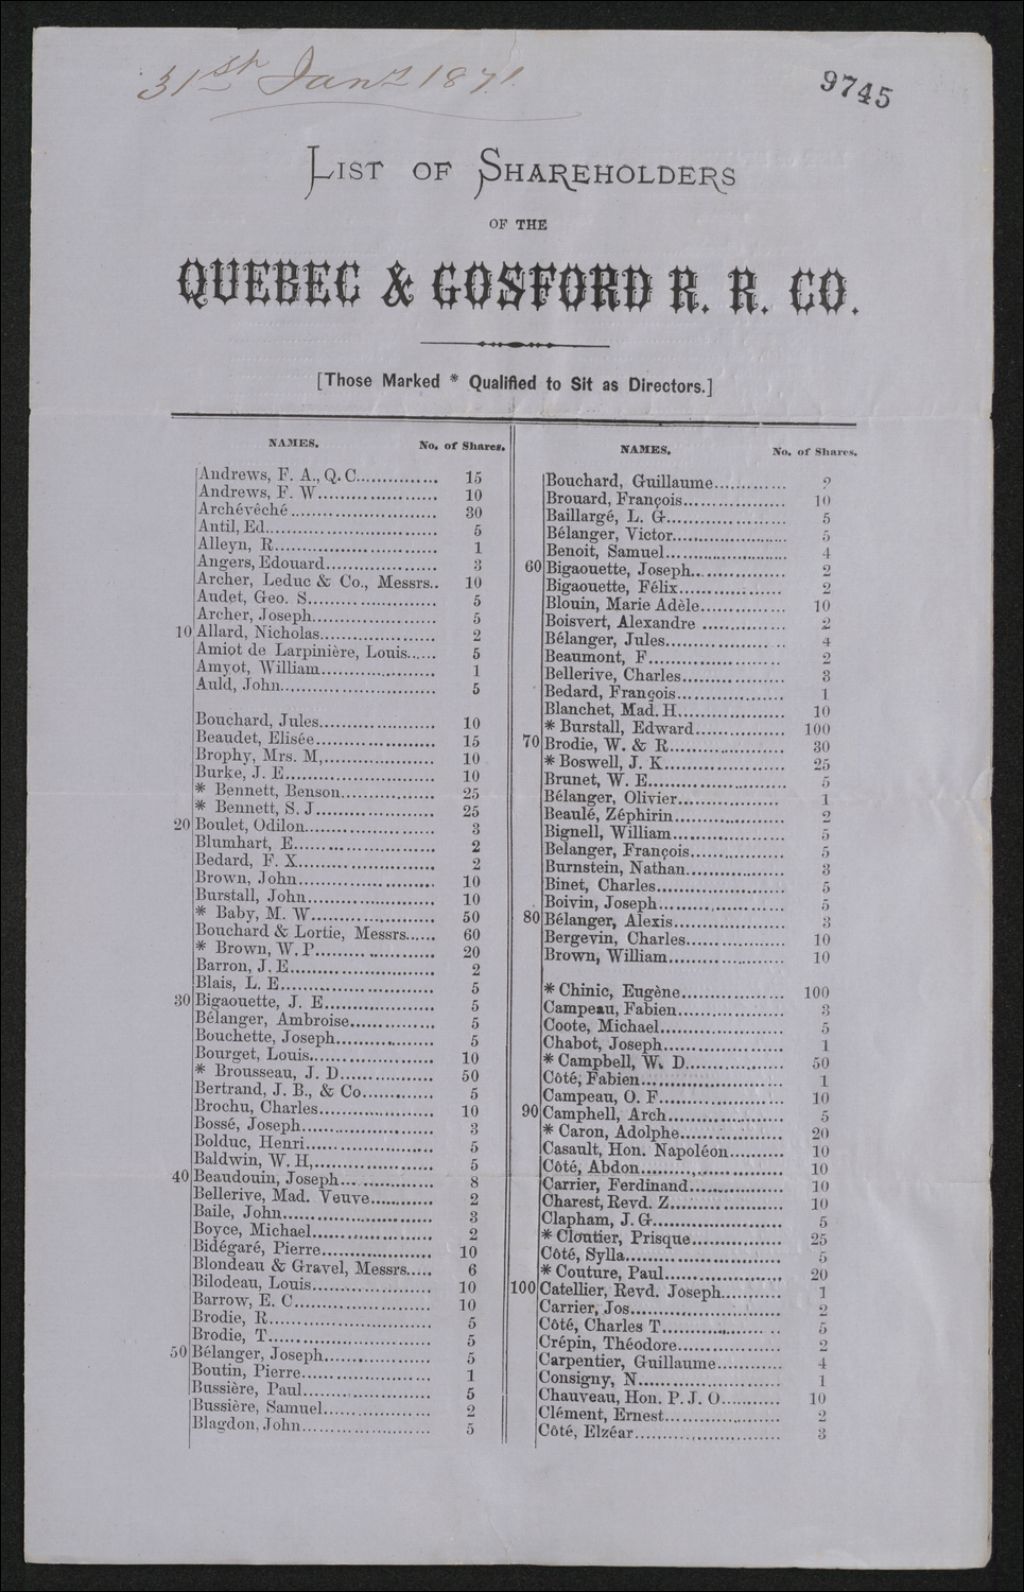 31st Jany 1871.
9745
LIST OF SHAREHOLDERS
OF THE
QUEBEC & GOSFORD R. R. CO.
[Those Marked * Qualified to Sit as Directors.]
NAMES. No. of Shares.
Andrews, F. A., Q. C............... 15
Andrews, F. W.................. 10
Archévêché......................... 30
Antil, Ed............................. 5
Alleyn, R........................... 1
Angers, Edouard................... 3
Archer, Leduc & Co., Messrs.. 10
Audet, Geo. S...................... 5
Archer, Joseph..................... 5
10 Allard, Nicholas.................... 2
Amiot de Larpinière, Louis...... 5
Amyot, William.................... 1
Auld, John.......................... 5
Bouchard, Jules.................... 10
Beaudet, Elisée.................... 15
Brophy, Mrs. M,................... 10
Burke, J. E......................... 10
* Bennett, Benson................ 25
* Bennett, S. J.................... 25
20 Boulet, Odilon...................... 3
Blumhart, E........................ 2
Bedard, F. X....................... 2
Brown, John....................... 10
Burstall, John...................... 10
* Baby, M. W..................... 50
Bouchard & Lortie, Messrs...... 60
* Brown, W. P.................... 20
Barron, J. E........................ 2
Blais, L. E.......................... 5
30 Bigaouette, J. E................... 5
Bélanger, Ambroise............... 5
Bouchette, Joseph................. 5
Bourget, Louis..................... 10
* Brousseau, J. D................. 50
Bertrand, J. B., & Co............. 5
Brochu, Charles.................... 10
Bossé, Joseph...................... 3
Bolduc, Henri...................... 5
Baldwin, W. H,.................... 5
40 Beaudouin, Joseph................ 8
Bellerive, Mad. Veuve........... 2
Baile, John......................... 3
Boyce, Michael.................... 2
Bidégaré, Pierre................... 10
Blondeau & Gravel, Messrs..... 6
Bilodeau, Louis.................... 10
Barrow, E. C....................... 10
Brodie, R........................... 5
Brodie, T........................... 5
50 Bélanger, Joseph.................. 5
Boutin, Pierre...................... 1
Bussière, Paul...................... 5
Bussière, Samuel.................. 2
Blagdon, John...................... 5
NAMES. No. of Shares.
Bouchard, Guillaume............. 2
Brouard, François................. 10
Baillargé, L. G..................... 5
Bélanger, Victor................... 5
Benoit, Samuel.................... 4
60 Bigaouette, Joseph................ 2
Bigaouette, Félix.................. 2
Blouin, Marie Adèle.............. 10
Boisvert, Alexandre .............. 2
Bélanger, Jules.................... 4
Beaumont, F....................... 2
Bellerive, Charles................. 3
Bedard, François.................. 1
Blanchet, Mad. H................. 10
* Burstall, Edward............... 100
70 Brodie, W. & R.................... 30
* Boswell, J. K.................... 25
Brunet, W. E....................... 5
Bélanger, Olivier.................. 1
Beaulé, Zéphirin................... 2
Bignell, William................... 5
Belanger, François................ 5
Burnstein, Nathan................. 3
Binet, Charles...................... 5
Boivin, Joseph..................... 5
80 Bélanger, Alexis................... 3
Bergevin, Charles................. 10
Brown, William.................... 10
* Chinic, Eugène.................. 100
Campeau, Fabien.................. 3
Coote, Michael..................... 5
Chabot, Joseph..................... 1
* Campbell, W. D................. 50
Côté, Fabien........................ 1
Campeau, O. F..................... 10
90 Camphell, Arch.................... 5
* Caron, Adolphe.................. 20
Casault, Hon. Napoléon.......... 10
Côté, Abdon........................ 10
Carrier, Ferdinand................ 10
Charest, Revd. Z................... 10
Clapham, J. G...................... 5
* Cloutier, Prisque................ 25
Côté, Sylla.......................... 5
* Couture, Paul.................... 20
100 Catellier, Revd. Joseph........... 1
Carrier, Jos......................... 2
Côté, Charles T.................... 5
Crépin, Théodore.................. 2
Carpentier, Guillaume............ 4
Consigny, N........................ 1
Chauveau, Hon. P. J. O........... 10
Clément, Ernest.................... 2
Côté, Elzéar........................ 3